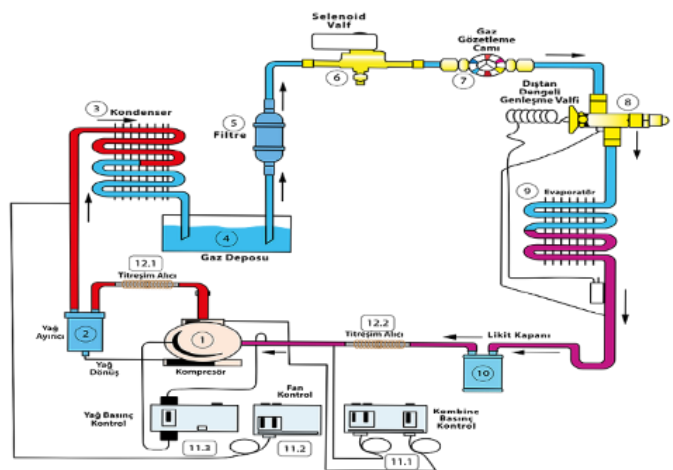 Selenoid
Valf
6
Gaz
Gözetleme
Camı
7
Dıştan
Dengeli
Genleşme Valfi
8
3 Kondenser
5
Filtre
9 Evaporatör
4
Gaz Deposu
12.1
Titreşim Alıcı
Yağ
Ayırıcı
2
1
12.2
Titreşim Alıcı
Likit Kapanı
Yağ
Dönüş
Kompresör
10
Fan
Kontrol
Kombine
Basınç
Kontrol
Yağ Basınç
Kontrol
11.3
11.2
11.1